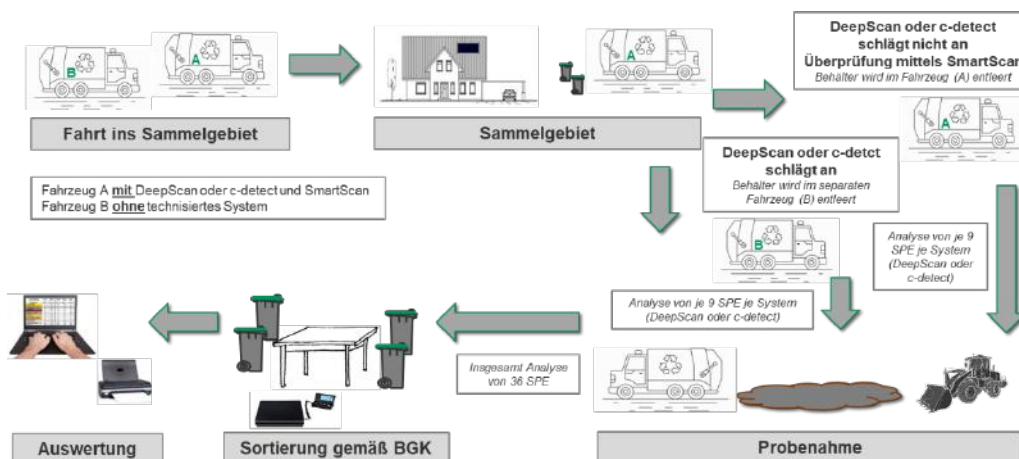 DeepScan oder c-detect
schlägt nicht an
Überprüfung mittels SmartScan
Behälter wird im Fahrzeug (A) entleert
B
A
A
A
Fahrt ins Sammelgebiet
Sammelgebiet
DeepScan oder c-detct
schlägt an
Behälter wird im separaten
Fahrzeug (B) entleert
Fahrzeug A mit DeepScan oder c-detect und SmartScan
Fahrzeug B ohne technisiertes System
B
Analyse von je 9
SPE je System
(DeepScan oder
c-detect)
Analyse von je 9 SPE je System
(DeepScan oder c-detect)
Insgesamt Analyse
von 36 SPE
Auswertung
Sortierung gemäß BGK
Probenahme